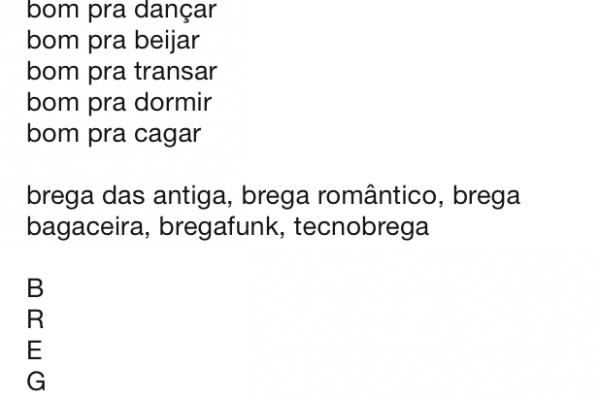 bom pra dançar
bom pra beijar
bom pra transar
bom pra dormir
bom pra cagar
brega das antiga, brega romântico, brega
bagaceira, bregafunk, tecnobrega
B
R
E
G